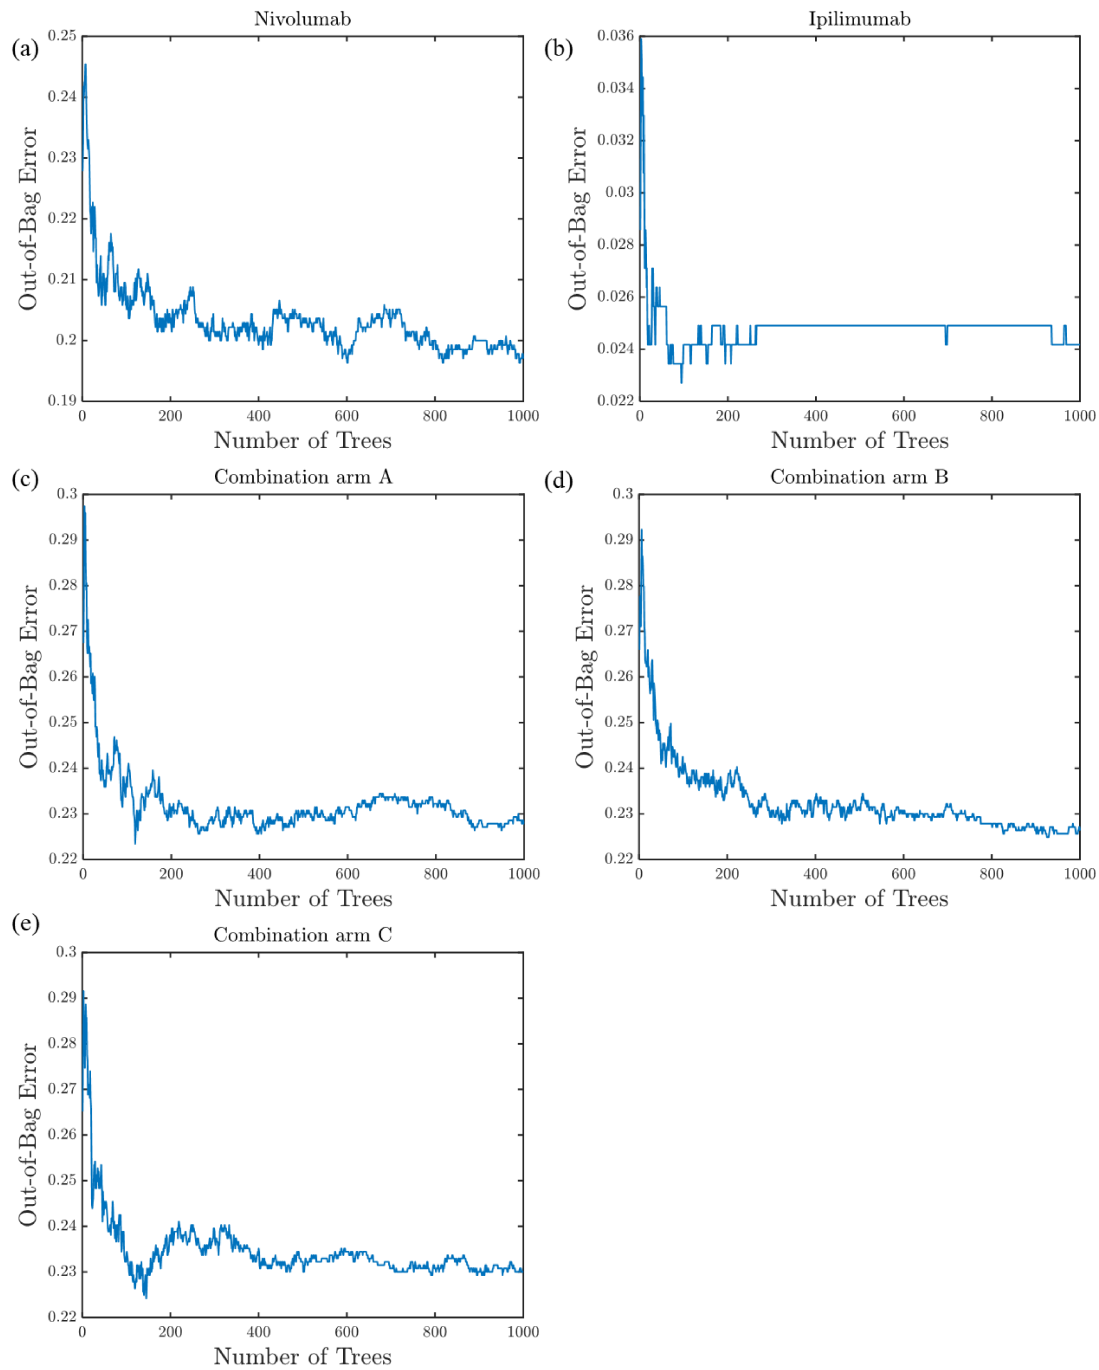 Nivolumab
(a)
0.25
0.24
0.23
0.22
0.21
0.2
0.19
Out-of-Bag Error
0 200 400 600 800 1000
Number of Trees
Ipilimumab
(b)
0.036
0.034
0.032
0.03
0.028
0.026
0.024
0.022
Out-of-Bag Error
0 200 400 600 800 1000
Number of Trees
(c)
Combination arm A
0.3
0.29
0.28
0.27
0.26
0.25
0.24
0.23
0.22
Out-of-Bag Error
0 200 400 600 800 1000
Number of Trees
(d)
Combination arm B
0.3
0.29
0.28
0.27
0.26
0.25
0.24
0.23
0.22
Out-of-Bag Error
0 200 400 600 800 1000
Number of Trees
(e)
Combination arm C
0.3
0.29
0.28
0.27
0.26
0.25
0.24
0.23
0.22
Out-of-Bag Error
0 200 400 600 800 1000
Number of Trees